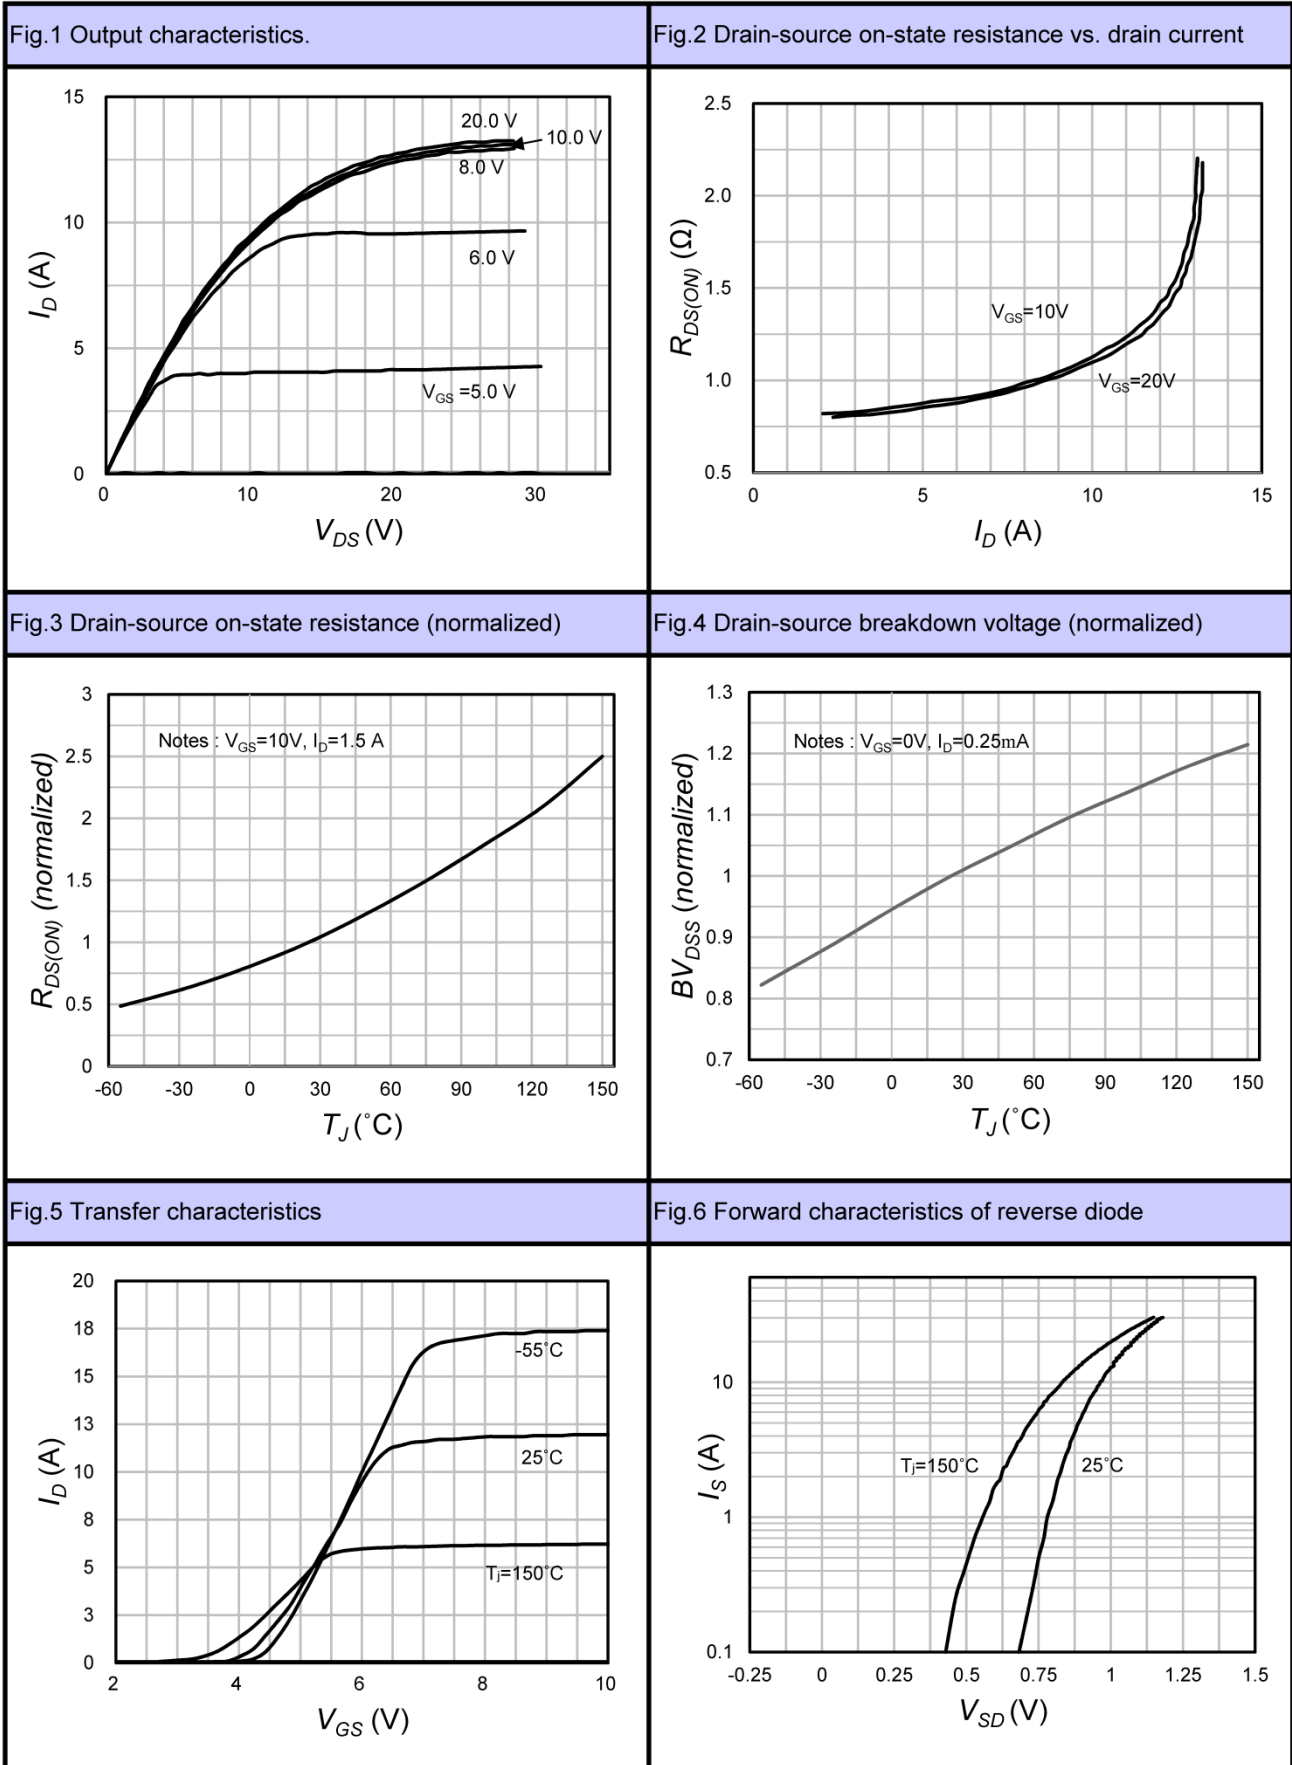 Fig.1 Output characteristics.
Fig.2 Drain-source on-state resistance vs. drain current
15
10
5
0
I_D (A)
20.0 V
10.0 V
8.0 V
6.0 V
V_GS =5.0 V
0 10 20 30
V_DS (V)
2.5
2.0
1.5
1.0
0.5
R_DS(ON) (Ω)
V_GS=10V
V_GS=20V
0 5 10 15
I_D (A)
Fig.3 Drain-source on-state resistance (normalized)
Fig.4 Drain-source breakdown voltage (normalized)
3
2.5
2
1.5
1
0.5
0
R_DS(ON) (normalized)
Notes : V_GS=10V, I_D=1.5 A
-60 -30 0 30 60 90 120 150
T_J (˚C)
1.3
1.2
1.1
1
0.9
0.8
0.7
BV_DSS (normalized)
Notes : V_GS=0V, I_D=0.25mA
-60 -30 0 30 60 90 120 150
T_J (˚C)
Fig.5 Transfer characteristics
Fig.6 Forward characteristics of reverse diode
20
18
15
13
10
8
5
3
0
I_D (A)
-55˚C
25˚C
Tj=150˚C
2 4 6 8 10
V_GS (V)
10
1
0.1
I_S (A)
Tj=150˚C
25˚C
-0.25 0 0.25 0.5 0.75 1 1.25 1.5
V_SD (V)